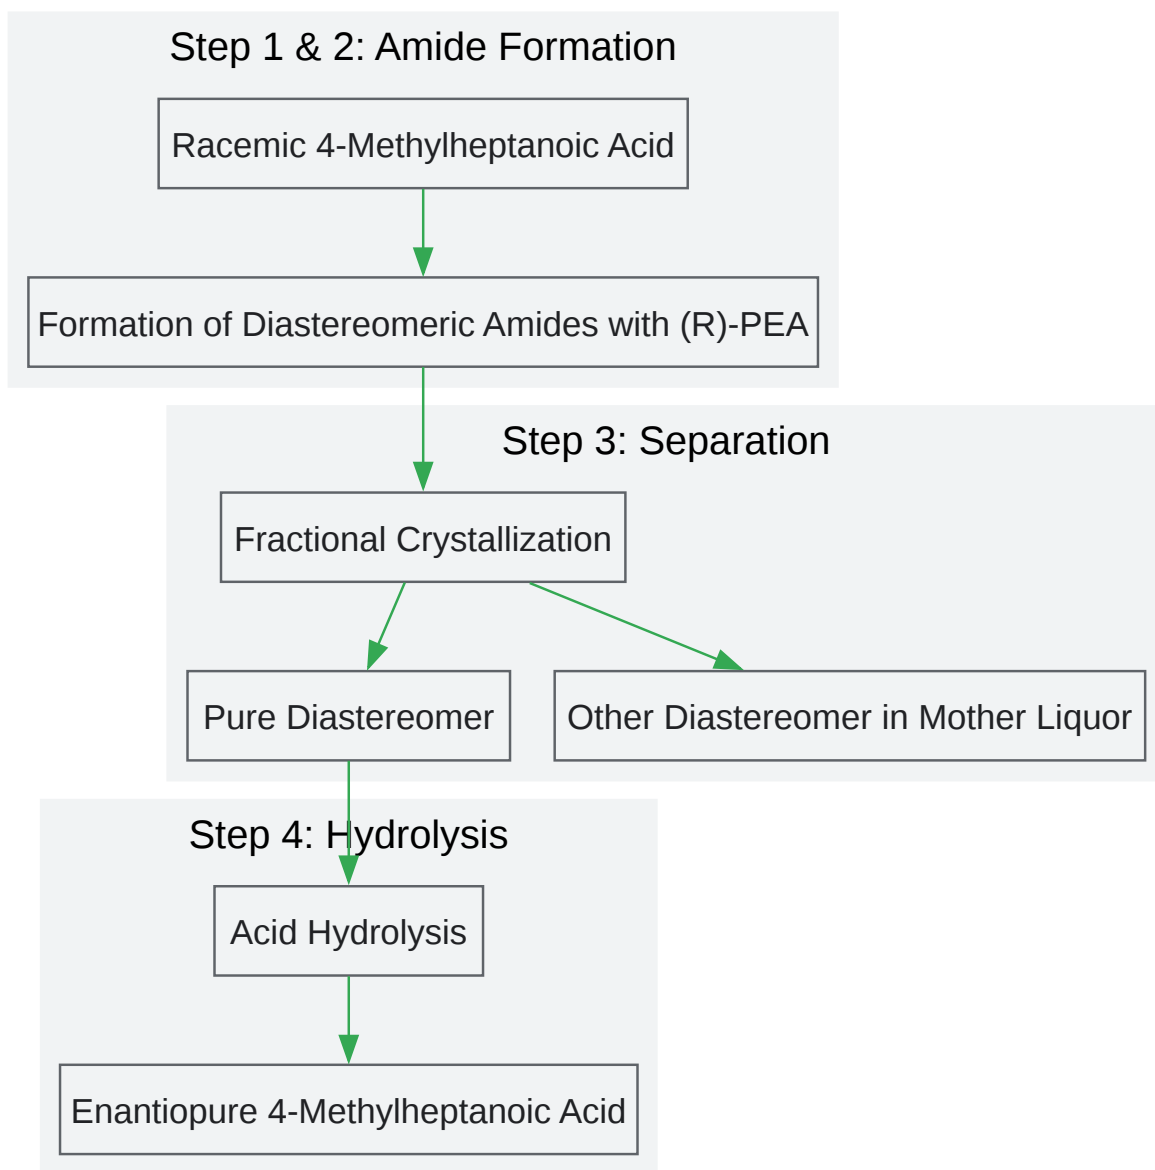 Step 1 & 2: Amide Formation
Racemic 4-Methylheptanoic Acid
Formation of Diastereomeric Amides with (R)-PEA
Step 3: Separation
Fractional Crystallization
Pure Diastereomer
Other Diastereomer in Mother Liquor
Step 4: Hydrolysis
Acid Hydrolysis
Enantiopure 4-Methylheptanoic Acid